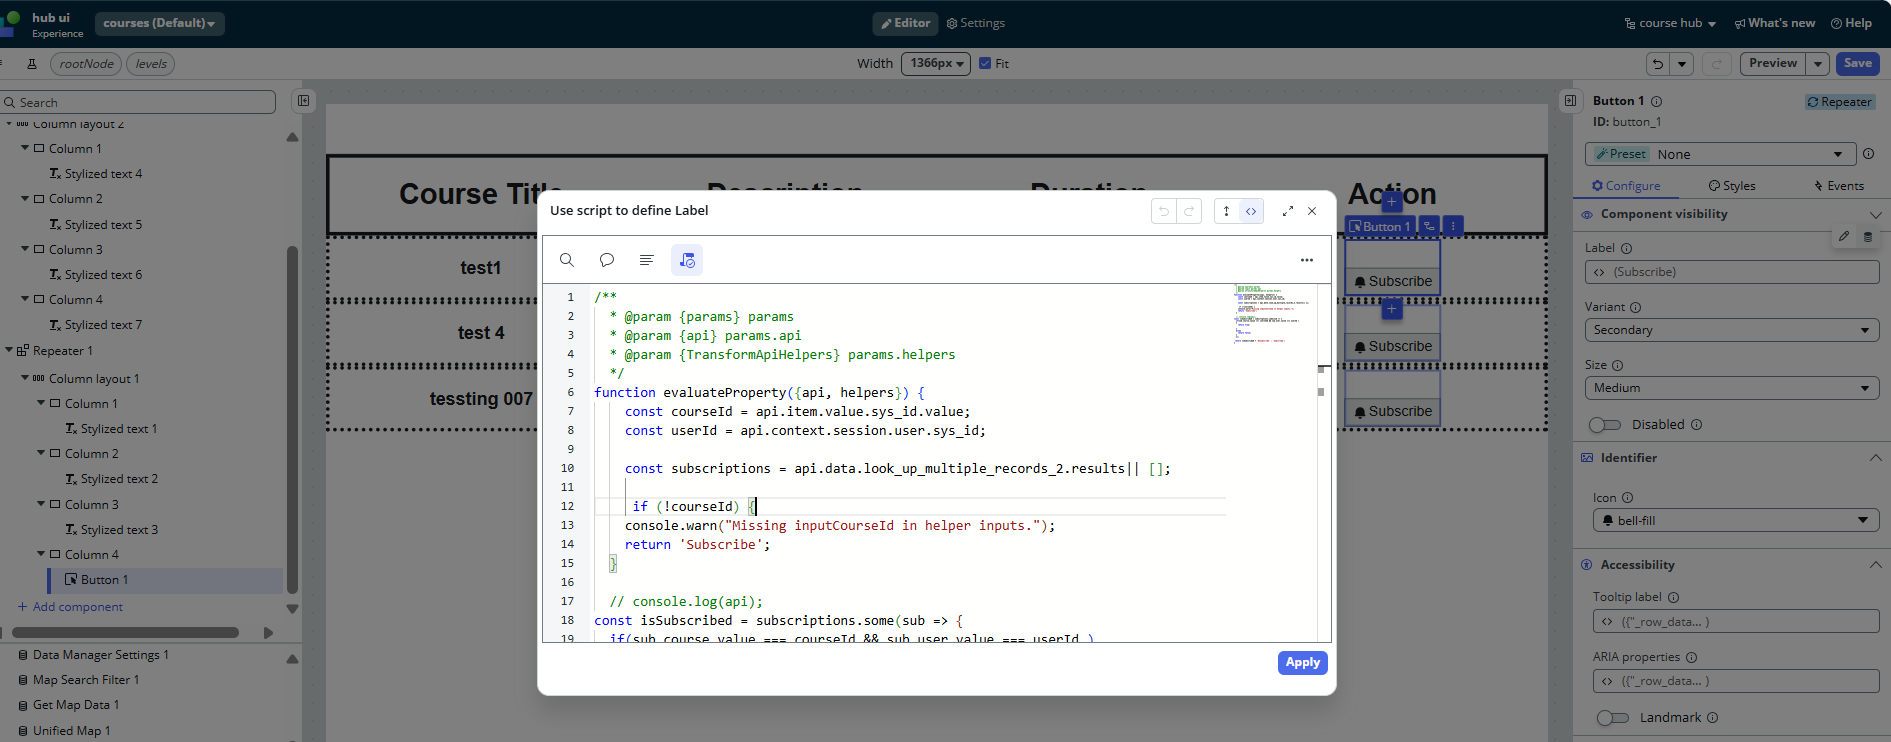 hub ui
Experience
courses (Default)
Editor
Settings
course hub
What's new
Help
rootNode
levels
Width
1366px
Fit
Preview
Save
Search
Column layout 2
Column 1
Stylized text 4
Column 2
Stylized text 5
Column 3
Stylized text 6
Column 4
Stylized text 7
Repeater 1
Column layout 1
Column 1
Stylized text 1
Column 2
Stylized text 2
Column 3
Stylized text 3
Column 4
Button 1
+ Add component
Data Manager Settings 1
Map Search Filter 1
Get Map Data 1
Unified Map 1
Course Title
Description
Duration
Action
Button 1
test1
Subscribe
test 4
Subscribe
tessting 007
Subscribe
Use script to define Label
1 /**
2 * @param {params} params
3 * @param {api} params.api
4 * @param {TransformApiHelpers} params.helpers
5 */
6 function evaluateProperty({api, helpers}) {
7 const courseId = api.item.value.sys_id.value;
8 const userId = api.context.session.user.sys_id;
9
10 const subscriptions = api.data.look_up_multiple_records_2.results|| [];
11
12 if (!courseId) {
13 console.warn("Missing inputCourseId in helper inputs.");
14 return 'Subscribe';
15 }
16
17 // console.log(api);
18 const isSubscribed = subscriptions.some(sub => {
19 if(sub.course.value === courseId && sub.user.value === userId )
Apply
Button 1
Repeater
ID: button_1
Preset
None
Configure
Styles
Events
Component visibility
Label
(Subscribe)
Variant
Secondary
Size
Medium
Disabled
Identifier
Icon
bell-fill
Accessibility
Tooltip label
({"_row_data... )
ARIA properties
({"_row_data... )
Landmark